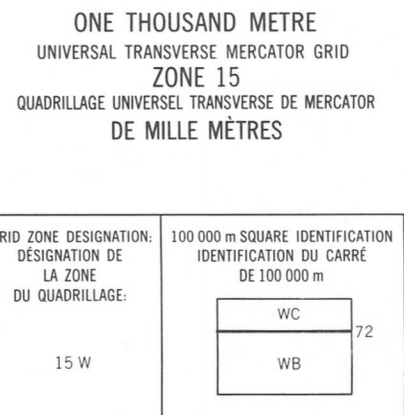 ONE THOUSAND METRE
UNIVERSAL TRANSVERSE MERCATOR GRID
ZONE 15
QUADRILLAGE UNIVERSEL TRANSVERSE DE MERCATOR
DE MILLE MÈTRES
RID ZONE DESIGNATION:
DÉSIGNATION DE
LA ZONE
DU QUADRILLAGE:
15 W
100 000 m SQUARE IDENTIFICATION
IDENTIFICATION DU CARRÉ
DE 100 000 m
WC
72
WB